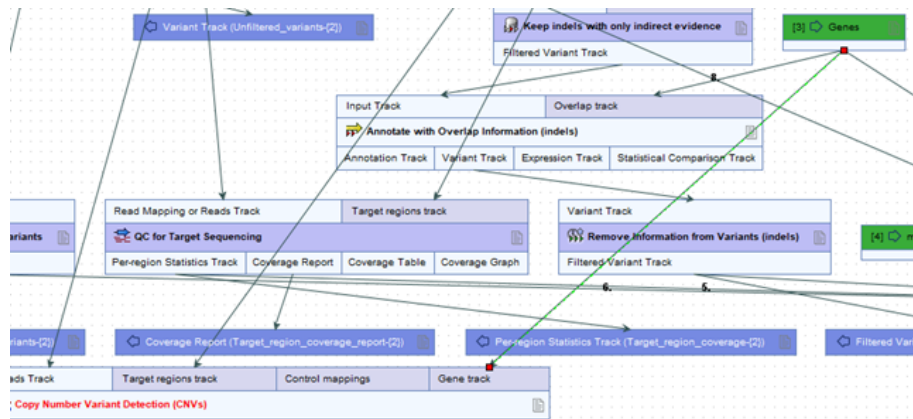 Variant Track (Unfiltered_variants-{2})
Keep indels with only indirect evidence
Filtered Variant Track
[3] Genes
8.
Input Track
Overlap track
Annotate with Overlap Information (indels)
Annotation Track
Variant Track
Expression Track
Statistical Comparison Track
Read Mapping or Reads Track
Target regions track
Variant Track
ariants
QC for Target Sequencing
Remove Information from Variants (indels)
[4]
Per-region Statistics Track
Coverage Report
Coverage Table
Coverage Graph
Filtered Variant Track
6.
5.
riants-{2})
Coverage Report (Target_region_coverage_report-{2})
Per-region Statistics Track (Target_region_coverage-{2})
Filtered Var
ads Track
Target regions track
Control mappings
Gene track
Copy Number Variant Detection (CNVs)